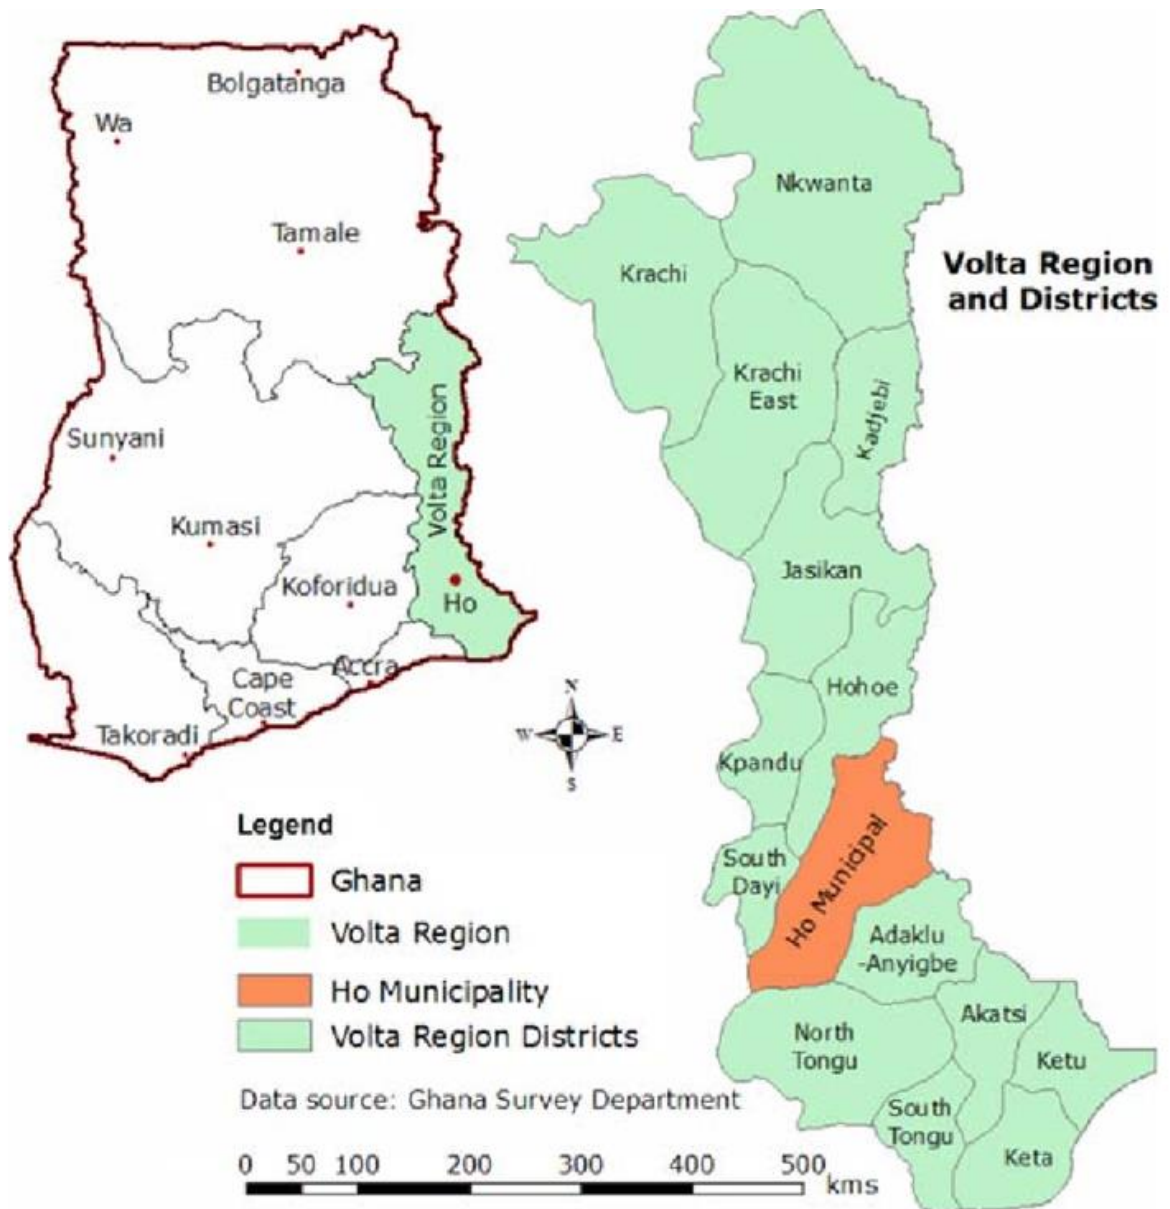 Bolgatanga
Wa
Tamale
Sunyani
Kumasi
Koforidua
Volta Region
Ho
Accra
Cape
Coast
Takoradi
N
W
E
S
Volta Region
and Districts
Nkwanta
Krachi
Krachi
East
Kadjebi
Jasikan
Hohoe
Kpandu
South
Dayi
Ho Municipal
Adaklu
-Anyigbe
Akatsi
North
Tongu
Ketu
South
Tongu
Keta
Legend
Ghana
Volta Region
Ho Municipality
Volta Region Districts
Data source: Ghana Survey Department
0 50 100 200 300 400 500
kms